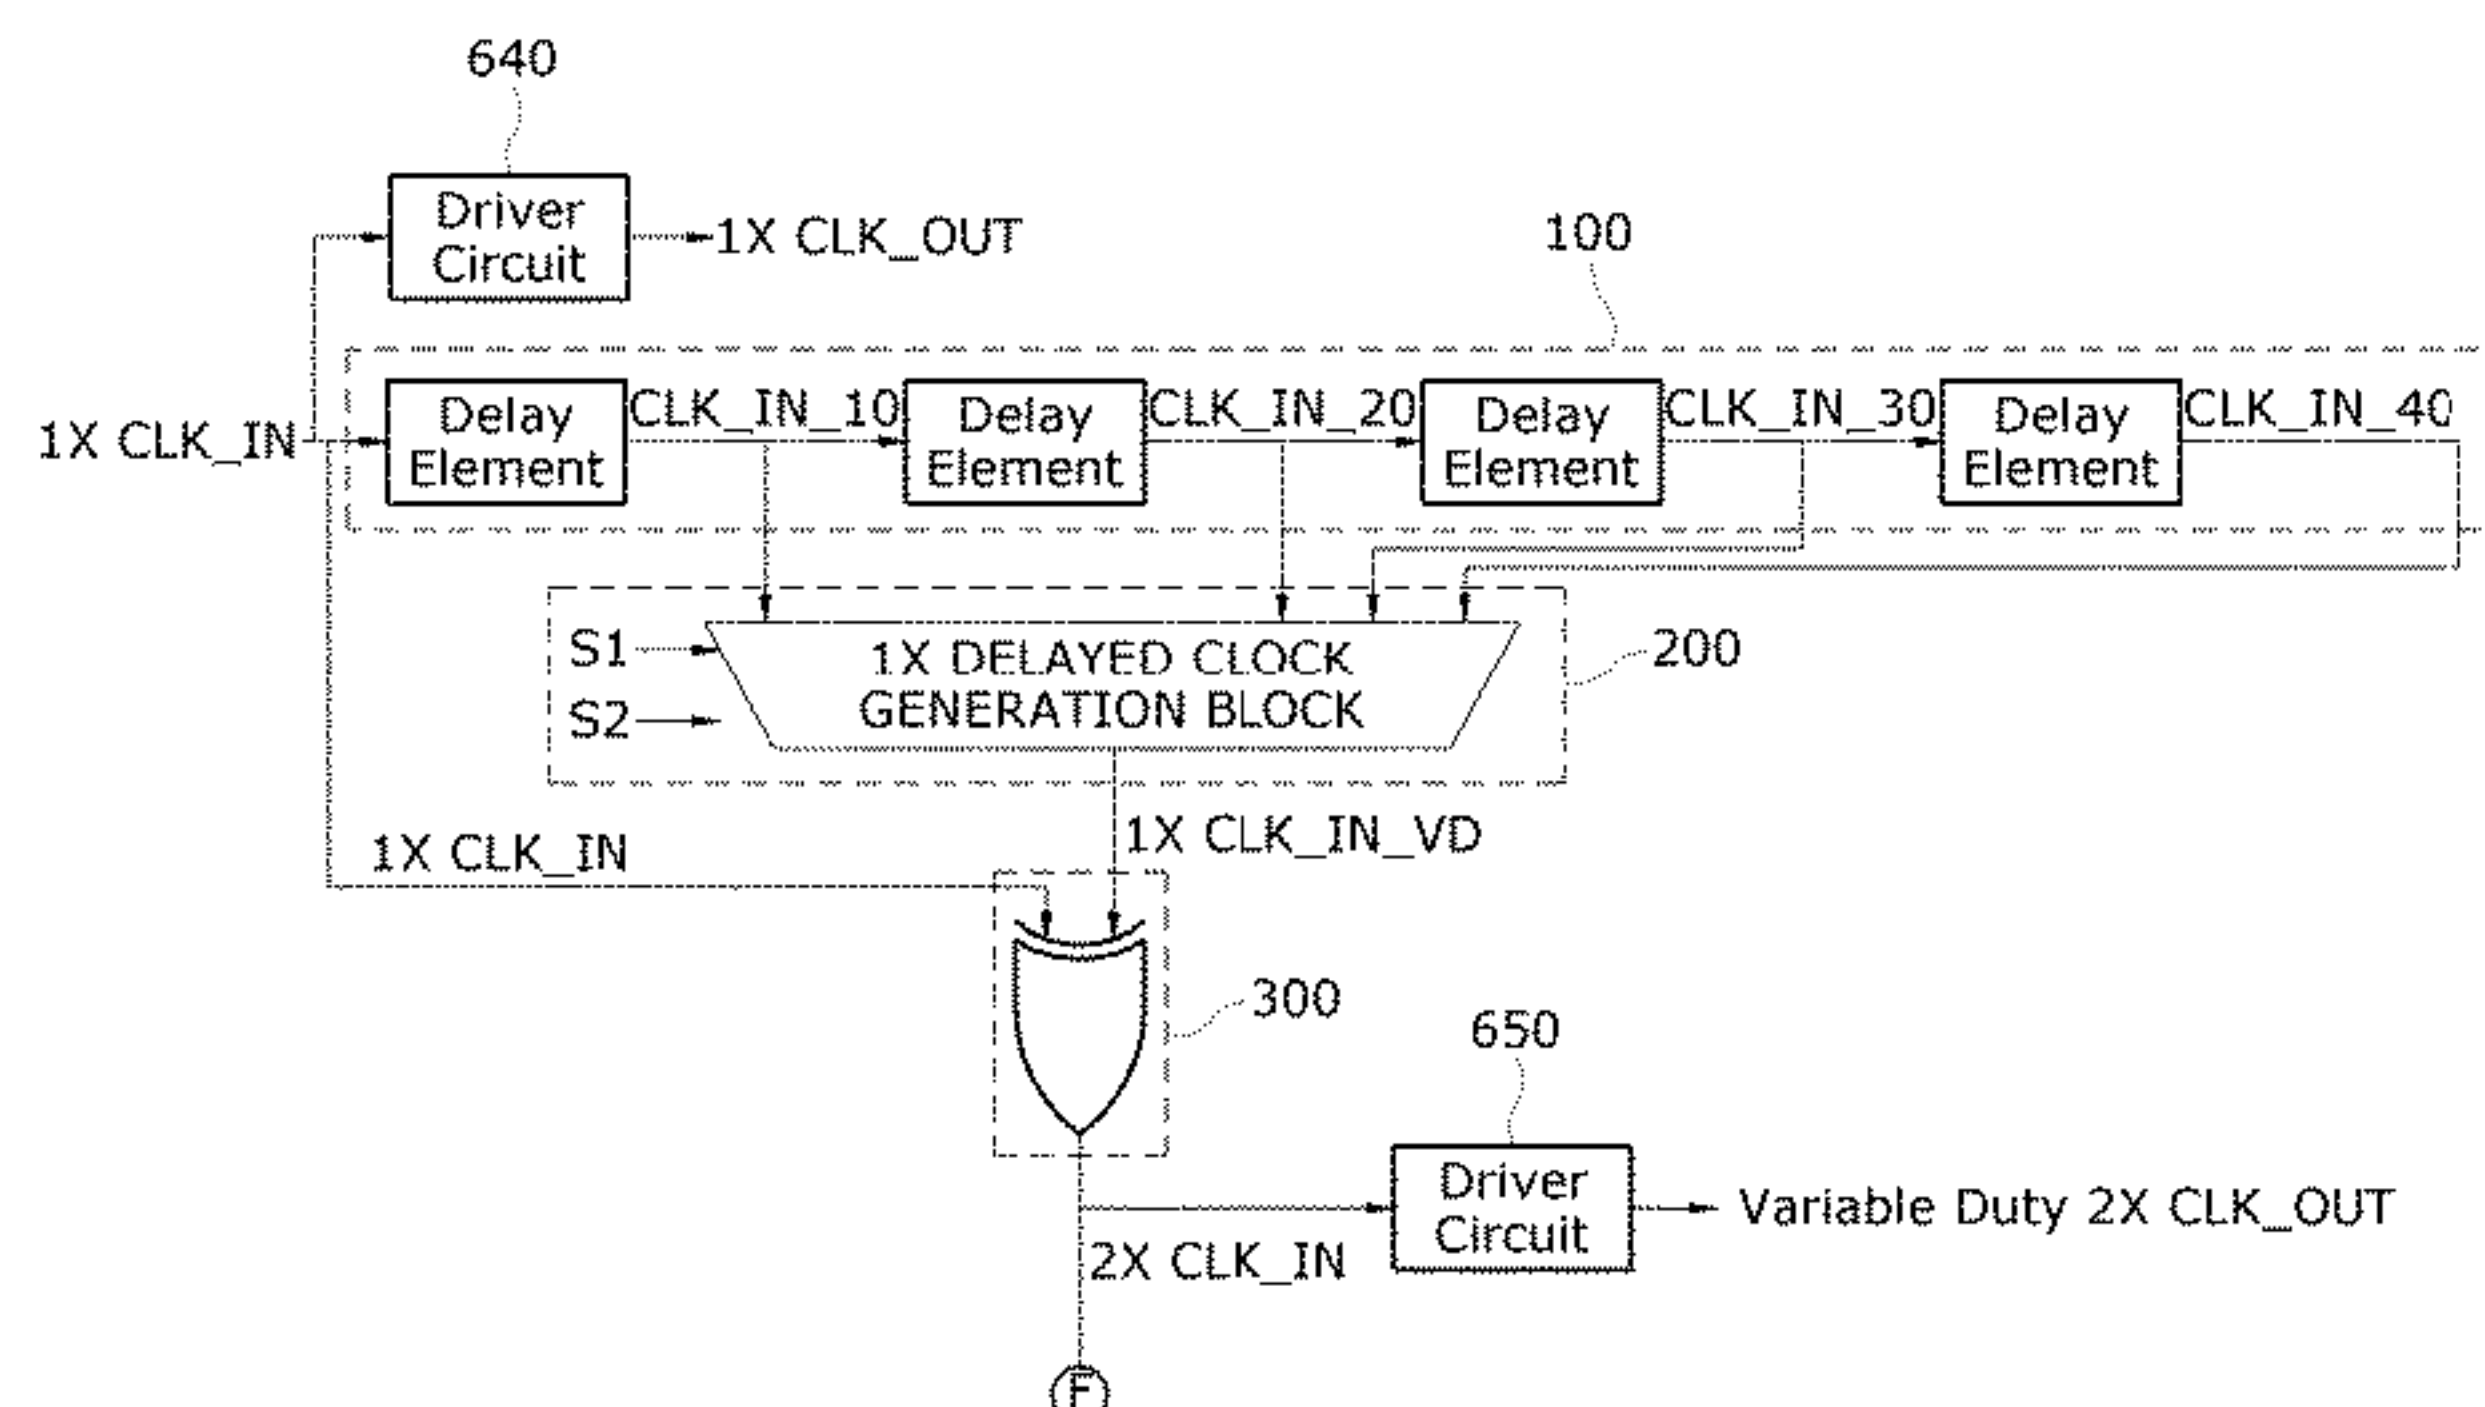 640
Driver
Circuit
1X CLK_OUT
100
1X CLK_IN
Delay
Element
CLK_IN_10
Delay
Element
CLK_IN_20
Delay
Element
CLK_IN_30
Delay
Element
CLK_IN_40
S1
S2
1X DELAYED CLOCK
GENERATION BLOCK
200
1X CLK_IN
1X CLK_IN_VD
300
650
Driver
Circuit
Variable Duty 2X CLK_OUT
2X CLK_IN